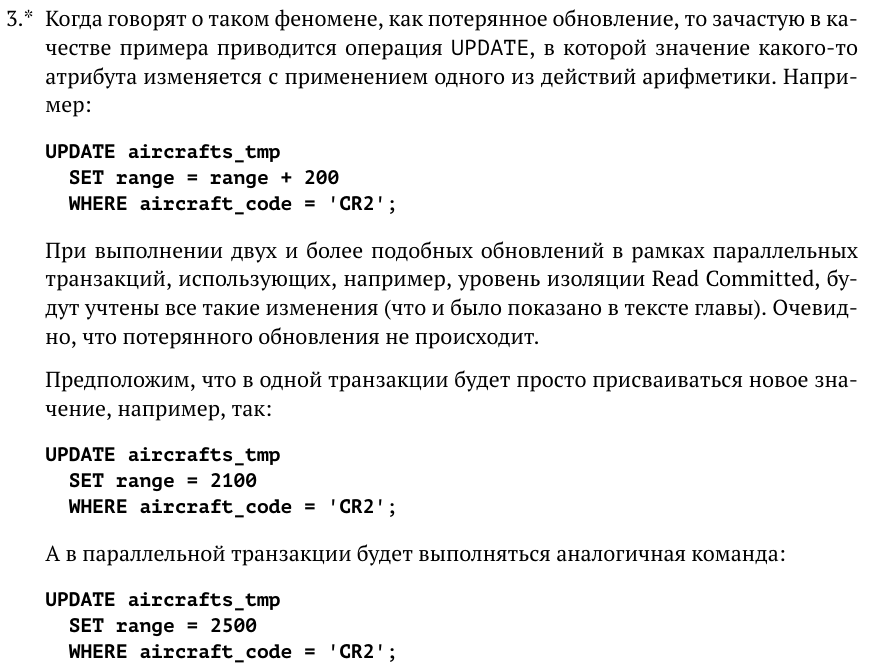 3.* Когда говорят о таком феномене, как потерянное обновление, то зачастую в ка-
честве примера приводится операция UPDATE, в которой значение какого-то
атрибута изменяется с применением одного из действий арифметики. Напри-
мер:
UPDATE aircrafts_tmp
SET range = range + 200
WHERE aircraft_code = 'CR2';
При выполнении двух и более подобных обновлений в рамках параллельных
транзакций, использующих, например, уровень изоляции Read Committed, бу-
дут учтены все такие изменения (что и было показано в тексте главы). Очевид-
но, что потерянного обновления не происходит.
Предположим, что в одной транзакции будет просто присваиваться новое зна-
чение, например, так:
UPDATE aircrafts_tmp
SET range = 2100
WHERE aircraft_code = 'CR2';
А в параллельной транзакции будет выполняться аналогичная команда:
UPDATE aircrafts_tmp
SET range = 2500
WHERE aircraft_code = 'CR2';